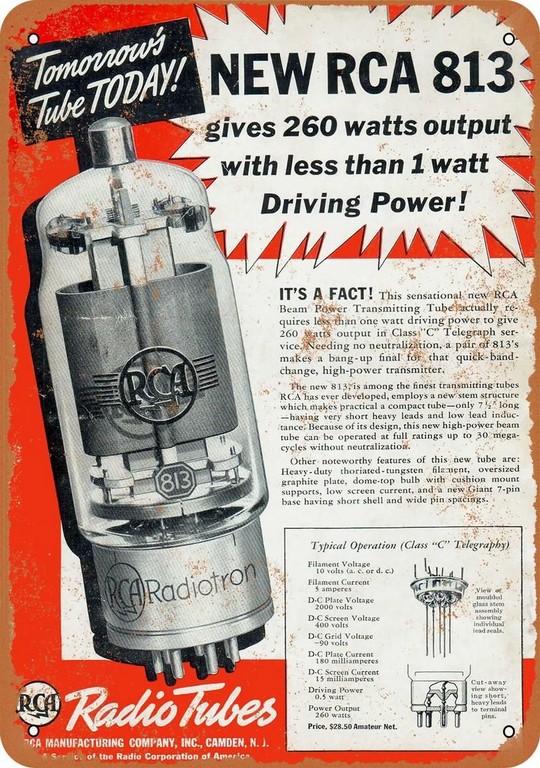 Tomorrow's
Tube TODAY!
NEW RCA 813
gives 260 watts output
with less than 1 watt
Driving Power!
IT'S A FACT! This sensational new RCA
Beam Power Transmitting Tube actually re-
quires less than one watt driving power to give
260 watts output in Class "C" Telegraph ser-
vice. Needing no neutralization, a pair of 813's
makes a bang-up final for that quick-band-
change, high-power transmitter.
The new 813, is among the finest transmitting tubes
RCA has ever developed, employs a new stem structure
which makes practical a compact tube—only 7½" long
—having very short heavy leads and low lead induc-
tance. Because of its design, this new high-power beam
tube can be operated at full ratings up to 30 mega-
cycles without neutralization.
Other noteworthy features of this new tube are:
Heavy-duty thoriated-tungsten filament, oversized
graphite plate, dome-top bulb with cushion mount
supports, low screen current, and a new Giant 7-pin
base having short shell and wide pin spacings.
RCA
813
RCA Radiotron
Typical Operation (Class "C" Telegraphy)
Filament Voltage
10 volts (a. c. or d. c.)
Filament Current
5 amperes
D-C Plate Voltage
2000 volts
D-C Screen Voltage
400 volts
D-C Grid Voltage
-90 volts
D-C Plate Current
180 milliamperes
D-C Screen Current
15 milliamperes
Driving Power
0.5 watt
Power Output
260 watts
Price, $28.50 Amateur Net.
View of
moulded
glass stem
assembly
showing
individual
lead seals.
Cut-away
view show-
ing short,
heavy leads
to terminal
pins.
RCA
Radio Tubes
RCA MANUFACTURING COMPANY, INC., CAMDEN, N. J.
A Service of the Radio Corporation of America